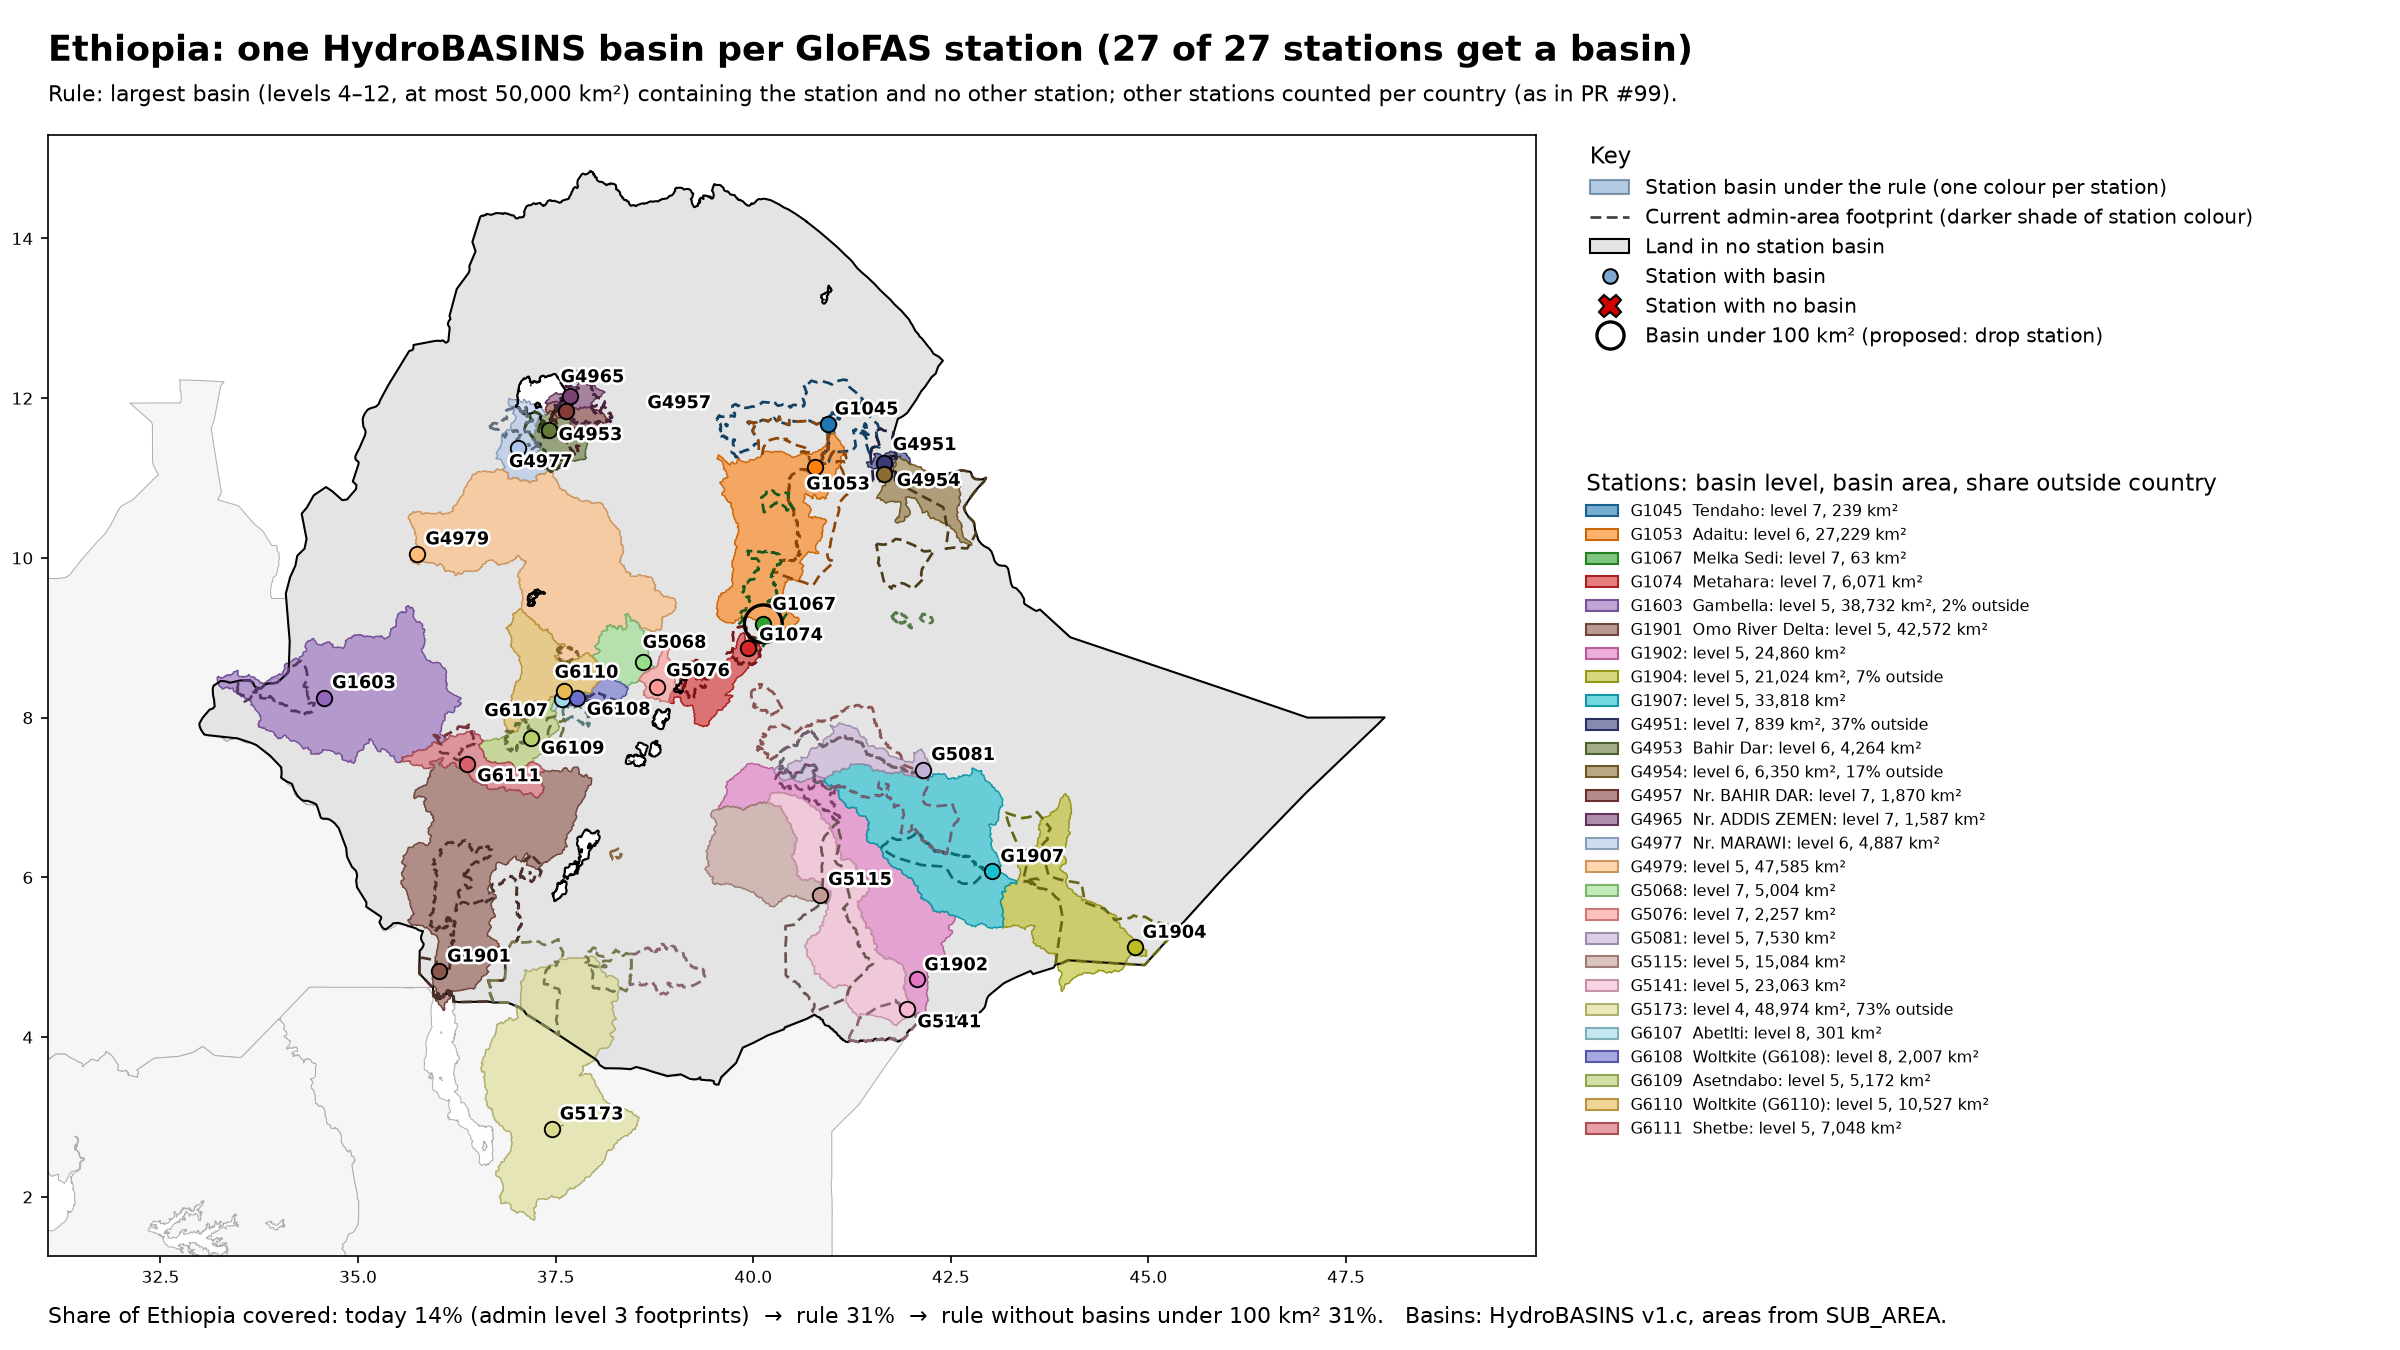 Ethiopia: one HydroBASINS basin per GloFAS station (27 of 27 stations get a basin)
Rule: largest basin (levels 4–12, at most 50,000 km²) containing the station and no other station; other stations counted per country (as in PR #99).
14
12
10
8
6
4
2
32.5
35.0
37.5
40.0
42.5
45.0
47.5
G4965
G4957
G1045
G4953
G4951
G4977
G1053
G4954
G4979
G1067
G1074
G5068
G5076
G6110
G1603
G6107
G6108
G6109
G5081
G6111
G1907
G5115
G1904
G1901
G1902
G5141
G5173
Key
Station basin under the rule (one colour per station)
Current admin-area footprint (darker shade of station colour)
Land in no station basin
Station with basin
Station with no basin
Basin under 100 km² (proposed: drop station)
Stations: basin level, basin area, share outside country
G1045 Tendaho: level 7, 239 km²
G1053 Adaitu: level 6, 27,229 km²
G1067 Melka Sedi: level 7, 63 km²
G1074 Metahara: level 7, 6,071 km²
G1603 Gambella: level 5, 38,732 km², 2% outside
G1901 Omo River Delta: level 5, 42,572 km²
G1902: level 5, 24,860 km²
G1904: level 5, 21,024 km², 7% outside
G1907: level 5, 33,818 km²
G4951: level 7, 839 km², 37% outside
G4953 Bahir Dar: level 6, 4,264 km²
G4954: level 6, 6,350 km², 17% outside
G4957 Nr. BAHIR DAR: level 7, 1,870 km²
G4965 Nr. ADDIS ZEMEN: level 7, 1,587 km²
G4977 Nr. MARAWI: level 6, 4,887 km²
G4979: level 5, 47,585 km²
G5068: level 7, 5,004 km²
G5076: level 7, 2,257 km²
G5081: level 5, 7,530 km²
G5115: level 5, 15,084 km²
G5141: level 5, 23,063 km²
G5173: level 4, 48,974 km², 73% outside
G6107 Abetlti: level 8, 301 km²
G6108 Woltkite (G6108): level 8, 2,007 km²
G6109 Asetndabo: level 5, 5,172 km²
G6110 Woltkite (G6110): level 5, 10,527 km²
G6111 Shetbe: level 5, 7,048 km²
Share of Ethiopia covered: today 14% (admin level 3 footprints) → rule 31% → rule without basins under 100 km² 31%. Basins: HydroBASINS v1.c, areas from SUB_AREA.